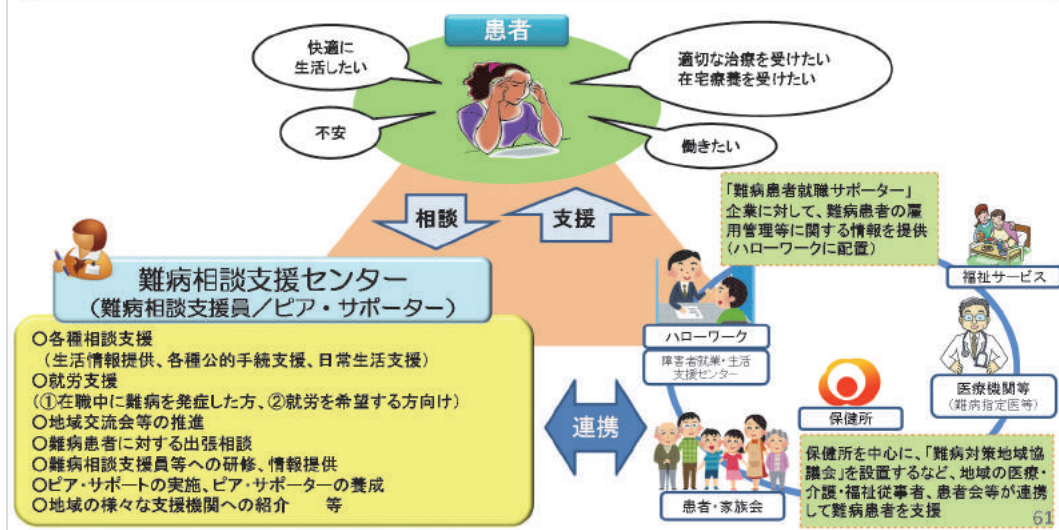 患者
快適に
生活したい
適切な治療を受けたい
在宅療養を受けたい
不安
働きたい
相談
支援
「難病患者就職サポーター」
企業に対して、難病患者の雇
用管理等に関する情報を提供
(ハローワークに配置)
福祉サービス
難病相談支援センター
(難病相談支援員/ピア・サポーター)
○各種相談支援
(生活情報提供、各種公的手続支援、日常生活支援)
○就労支援
(①在職中に難病を発症した方、②就労を希望する方向け)
○地域交流会等の推進
○難病患者に対する出張相談
○難病相談支援員等への研修、情報提供
○ピア・サポートの実施、ピア・サポーターの養成
○地域の様々な支援機関への紹介 等
ハローワーク
障害者就業・生活
支援センター
医療機関等
(難病指定医等)
保健所
連携
患者・家族会
保健所を中心に、「難病対策地域協
議会」を設置するなど、地域の医療・
介護・福祉従事者、患者会等が連携
して難病患者を支援
61